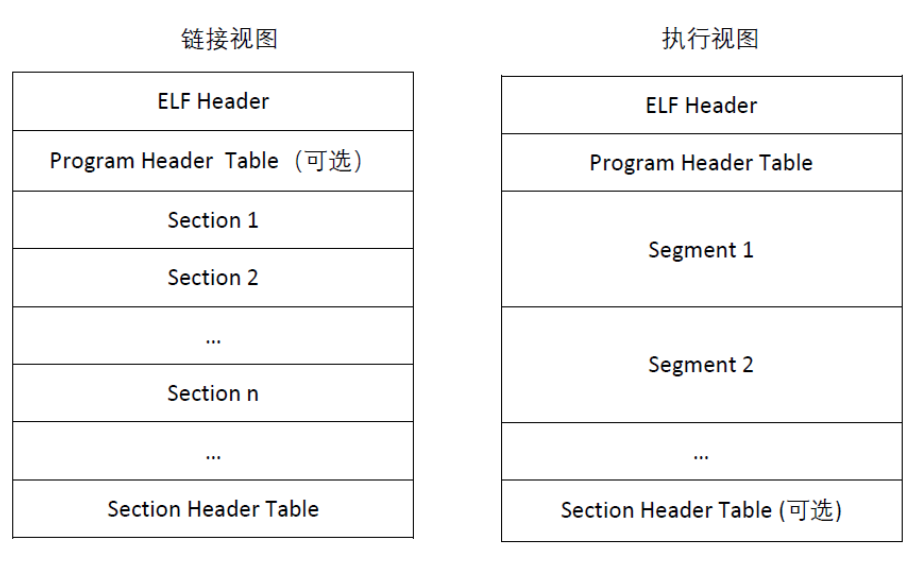 链接视图
ELF Header
Program Header Table（可选）
Section 1
Section 2
...
Section n
...
Section Header Table
执行视图
ELF Header
Program Header Table
Segment 1
Segment 2
...
Section Header Table (可选)